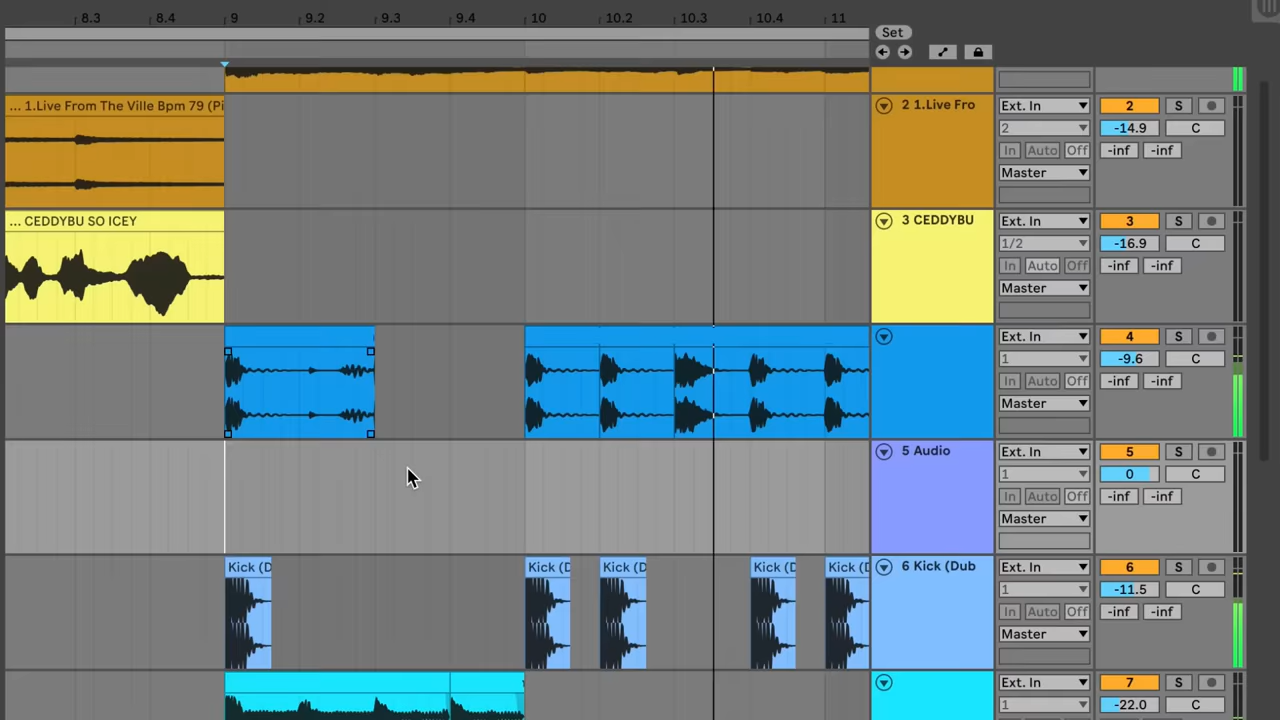 8.3 8.4 9 9.2 9.3 9.4 10 10.2 10.3 10.4 11
Set
... 1.Live From The Ville Bpm 79 (Pi
2 1.Live Fro
Ext. In
2
S
2
-14.9
C
In
Auto
Off
-inf
-inf
Master
... CEDDYBU SO ICEY
3 CEDDYBU
Ext. In
3
S
1/2
-16.9
C
In
Auto
Off
-inf
-inf
Master
Ext. In
4
S
1
-9.6
C
In
Auto
Off
-inf
-inf
Master
5 Audio
Ext. In
5
S
1
0
C
In
Auto
Off
-inf
-inf
Master
Kick (D
Kick (D
Kick (D
Kick (D
Kick (D
6 Kick (Dub
Ext. In
6
S
1
-11.5
C
In
Auto
Off
-inf
-inf
Master
Ext. In
7
S
1
-22.0
C